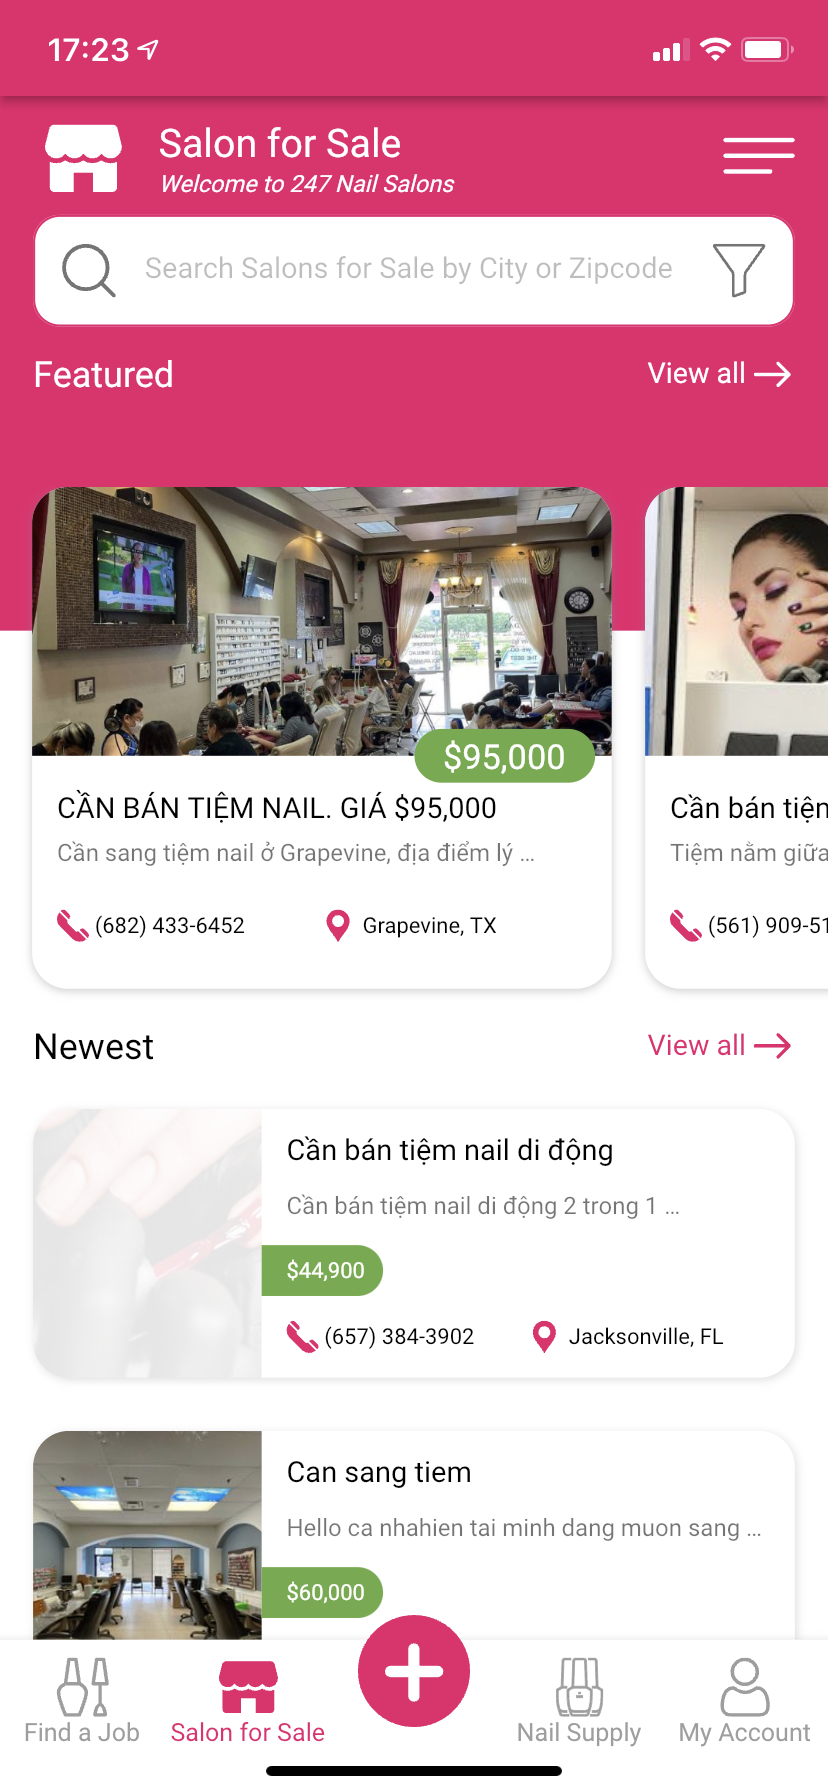 17:23
Salon for Sale
Welcome to 247 Nail Salons
Search Salons for Sale by City or Zipcode
Featured
View all
$95,000
CẦN BÁN TIỆM NAIL. GIÁ $95,000
Cần sang tiệm nail ở Grapevine, địa điểm lý ...
(682) 433-6452
Grapevine, TX
Cần bán tiệm
Tiệm nằm giữa
(561) 909-51
Newest
View all
Cần bán tiệm nail di động
Cần bán tiệm nail di động 2 trong 1 ...
$44,900
(657) 384-3902
Jacksonville, FL
Can sang tiem
Hello ca nhahien tai minh dang muon sang ...
$60,000
Find a Job
Salon for Sale
Nail Supply
My Account